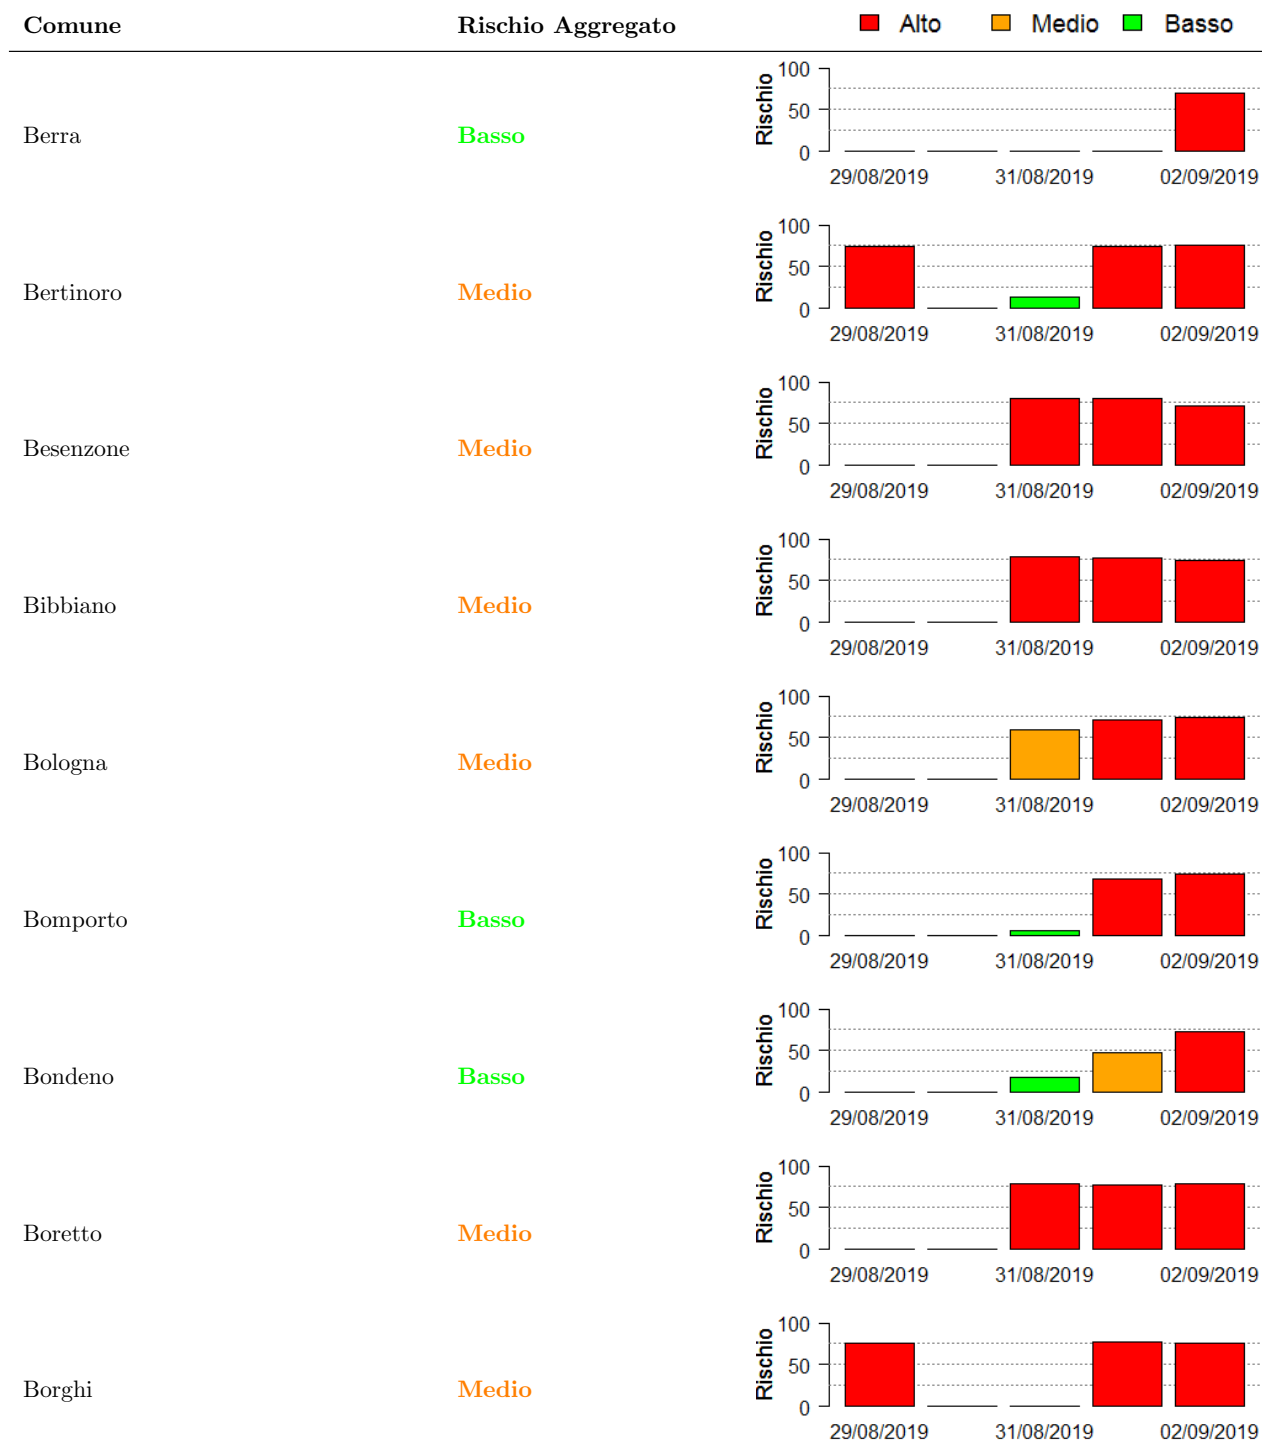 Comune Rischio Aggregato Alto Medio Basso
Berra Basso
Rischio
100
50
0
29/08/2019 31/08/2019 02/09/2019
Bertinoro Medio
Rischio
100
50
0
29/08/2019 31/08/2019 02/09/2019
Besenzone Medio
Rischio
100
50
0
29/08/2019 31/08/2019 02/09/2019
Bibbiano Medio
Rischio
100
50
0
29/08/2019 31/08/2019 02/09/2019
Bologna Medio
Rischio
100
50
0
29/08/2019 31/08/2019 02/09/2019
Bomporto Basso
Rischio
100
50
0
29/08/2019 31/08/2019 02/09/2019
Bondeno Basso
Rischio
100
50
0
29/08/2019 31/08/2019 02/09/2019
Boretto Medio
Rischio
100
50
0
29/08/2019 31/08/2019 02/09/2019
Borghi Medio
Rischio
100
50
0
29/08/2019 31/08/2019 02/09/2019